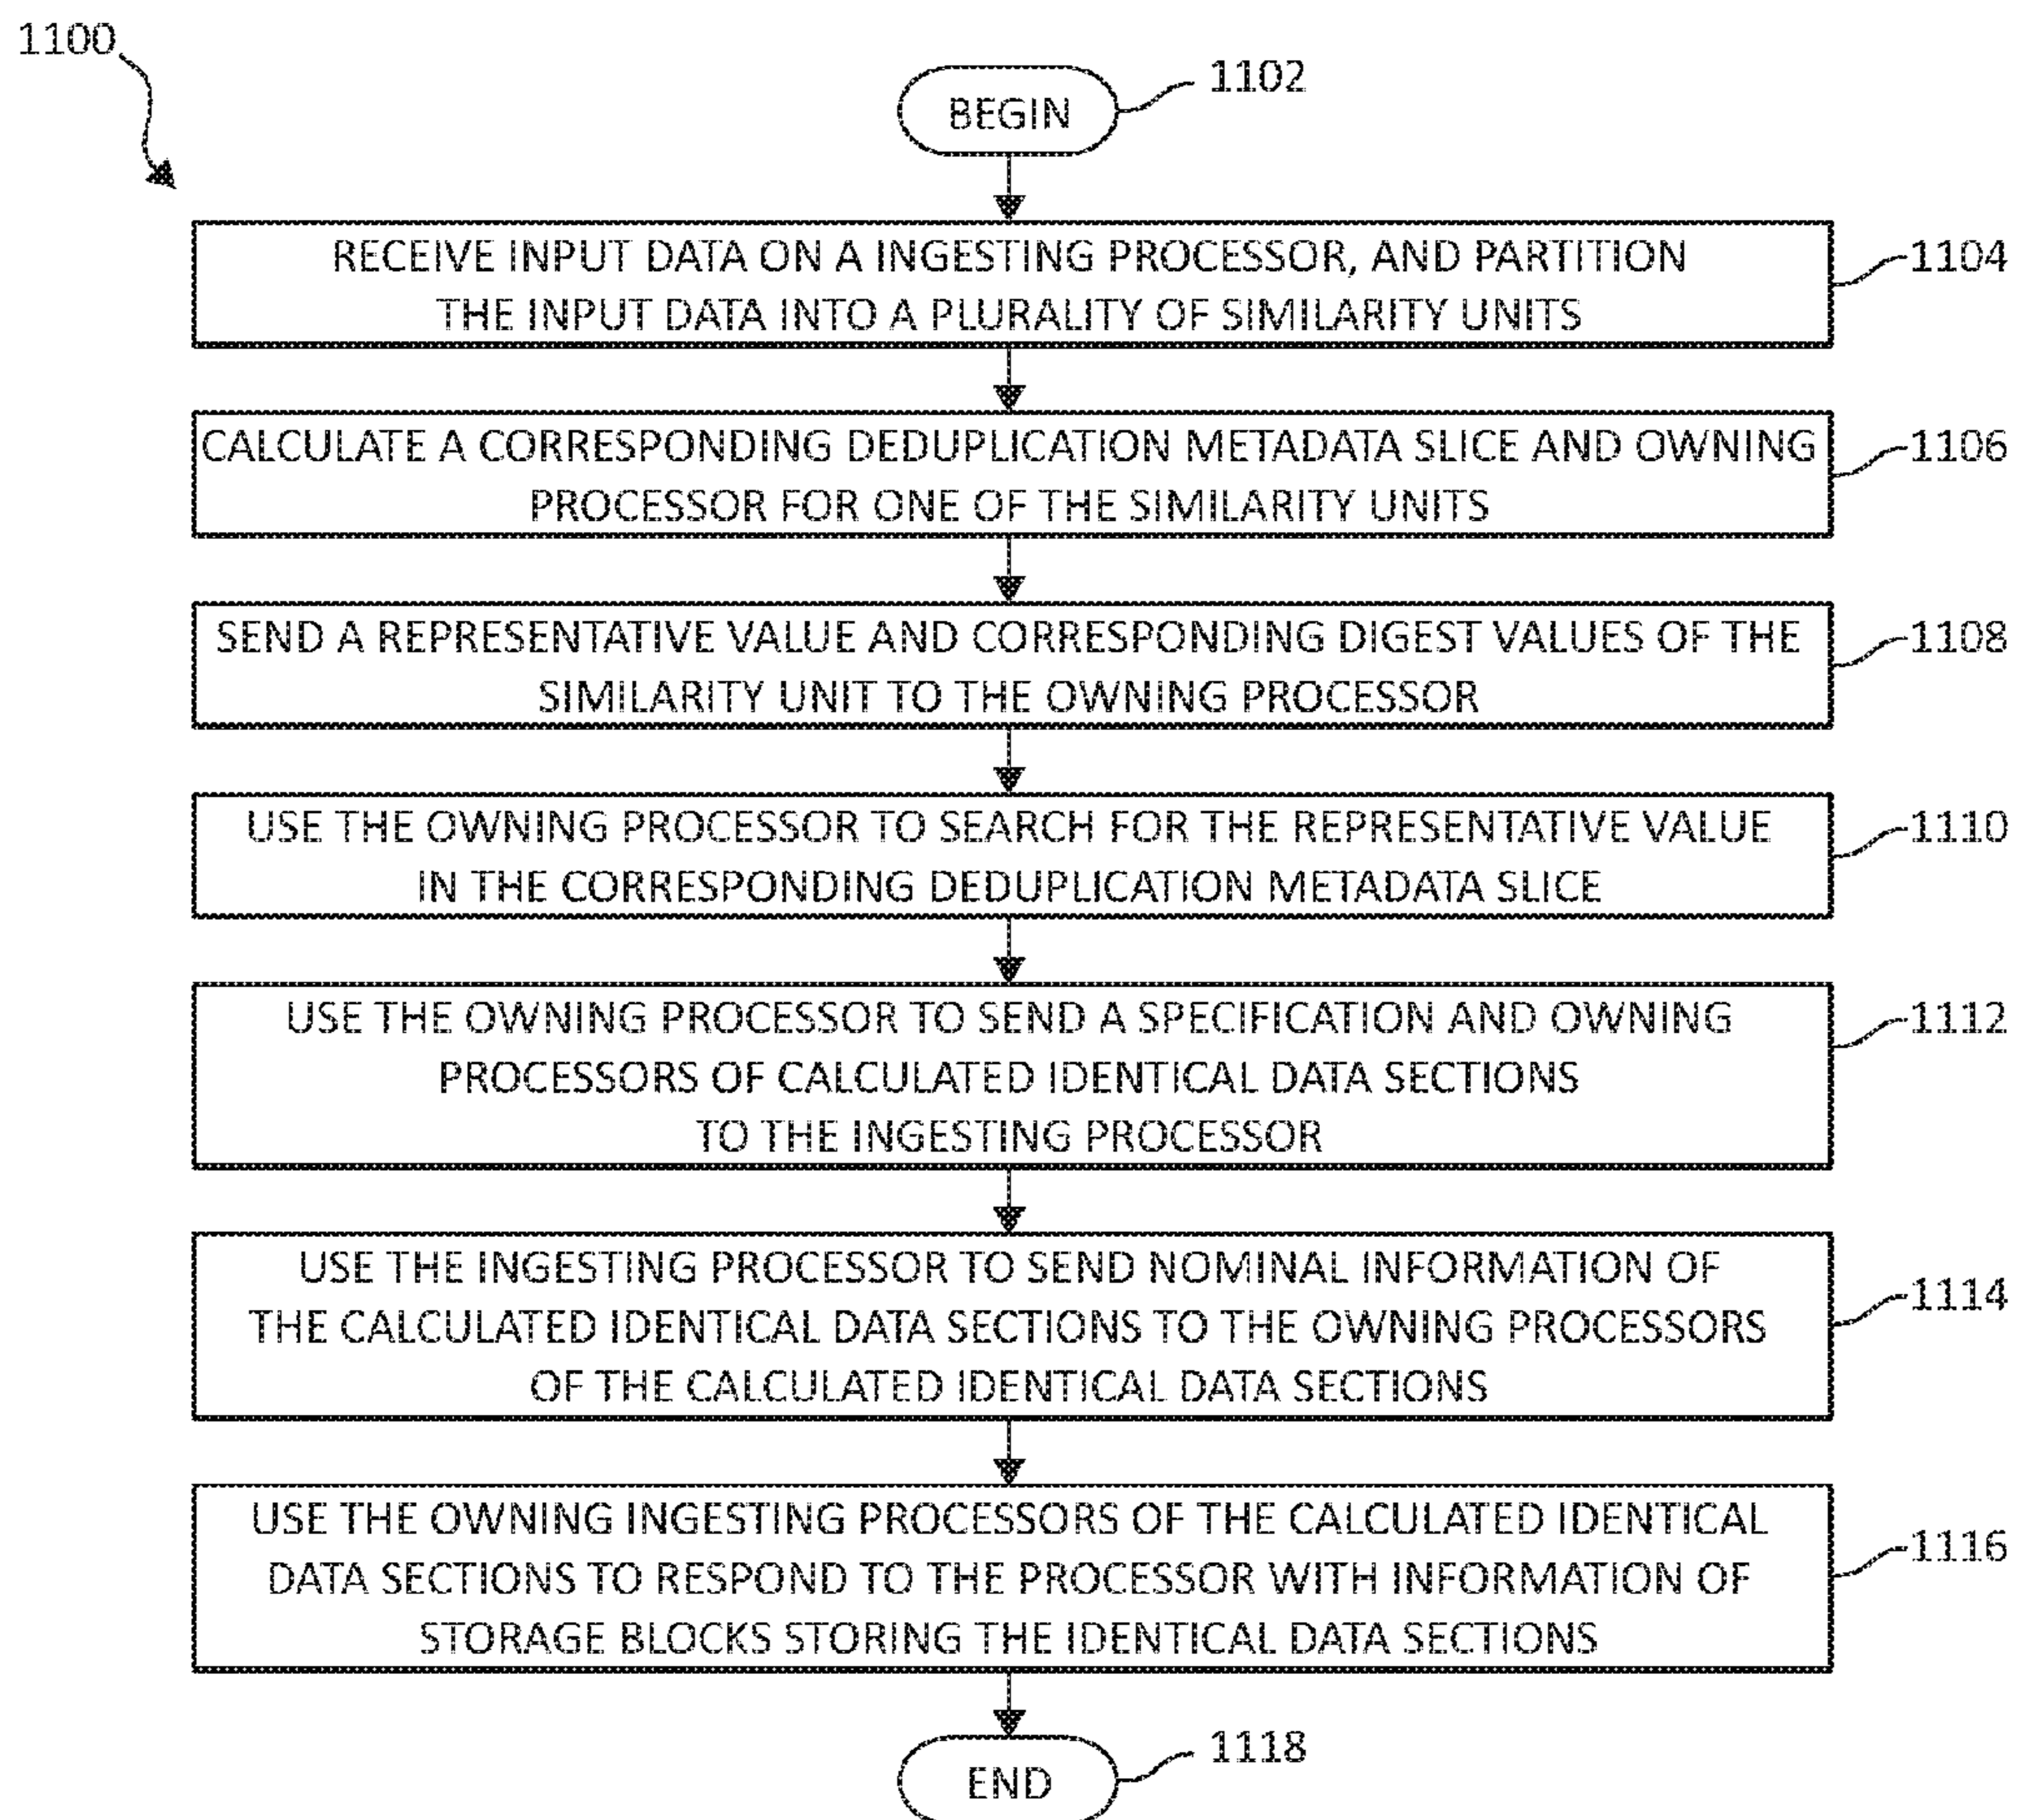 1100
BEGIN
1102
RECEIVE INPUT DATA ON A INGESTING PROCESSOR, AND PARTITION
THE INPUT DATA INTO A PLURALITY OF SIMILARITY UNITS
1104
CALCULATE A CORRESPONDING DEDUPLICATION METADATA SLICE AND OWNING
PROCESSOR FOR ONE OF THE SIMILARITY UNITS
1106
SEND A REPRESENTATIVE VALUE AND CORRESPONDING DIGEST VALUES OF THE
SIMILARITY UNIT TO THE OWNING PROCESSOR
1108
USE THE OWNING PROCESSOR TO SEARCH FOR THE REPRESENTATIVE VALUE
IN THE CORRESPONDING DEDUPLICATION METADATA SLICE
1110
USE THE OWNING PROCESSOR TO SEND A SPECIFICATION AND OWNING
PROCESSORS OF CALCULATED IDENTICAL DATA SECTIONS
TO THE INGESTING PROCESSOR
1112
USE THE INGESTING PROCESSOR TO SEND NOMINAL INFORMATION OF
THE CALCULATED IDENTICAL DATA SECTIONS TO THE OWNING PROCESSORS
OF THE CALCULATED IDENTICAL DATA SECTIONS
1114
USE THE OWNING INGESTING PROCESSORS OF THE CALCULATED IDENTICAL
DATA SECTIONS TO RESPOND TO THE PROCESSOR WITH INFORMATION OF
STORAGE BLOCKS STORING THE IDENTICAL DATA SECTIONS
1116
END
1118